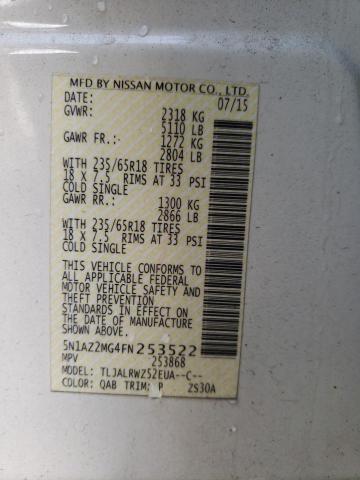 MFD BY NISSAN MOTOR CO., LTD.
DATE: 07/15
GVWR: 2318 KG
5110 LB
GAWR FR.: 1272 KG
2804 LB
WITH 235/65R18 TIRES
18 X 7.5 RIMS AT 33 PSI
COLD SINGLE
GAWR RR.: 1300 KG
2866 LB
WITH 235/65R18 TIRES
18 X 7.5 RIMS AT 33 PSI
COLD SINGLE
THIS VEHICLE CONFORMS TO
ALL APPLICABLE FEDERAL
MOTOR VEHICLE SAFETY AND
THEFT PREVENTION
STANDARDS IN EFFECT ON
THE DATE OF MFR. SHOWN
ABOVE.
5N1AZ2MG4FN253522
MPV 253868
MODEL: TLJALRWZ52EUA--C--
COLOR: QAB TRIM: P ZS30A